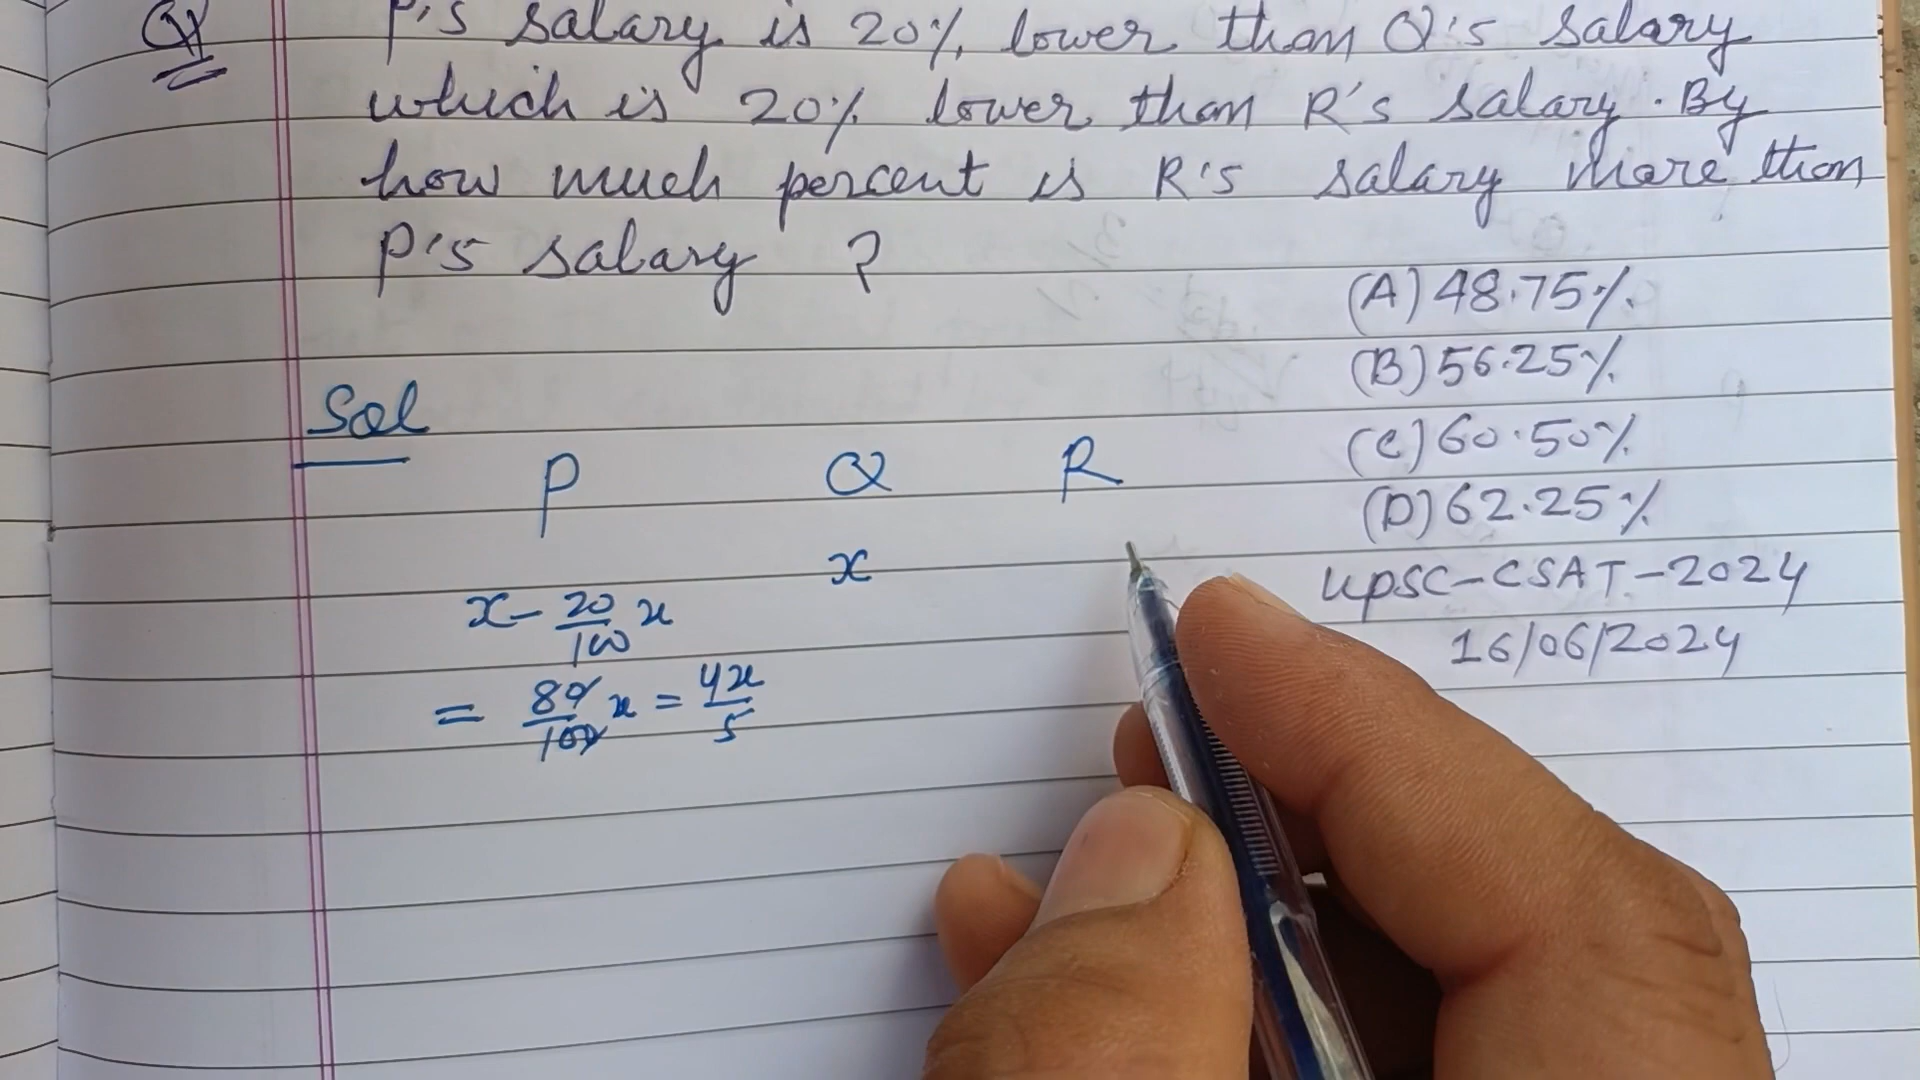 Q1 P's salary is 20% lower than Q's salary
which is 20% lower than R's salary. By
how much percent is R's salary more than
P's salary ?
(A) 48.75%
(B) 56.25%
(C) 60.50%
(D) 62.25%
UPSC-CSAT-2024
16/06/2024
Sol
P Q R
x
x - 20/100 x
= 80/100 x = 4x/5